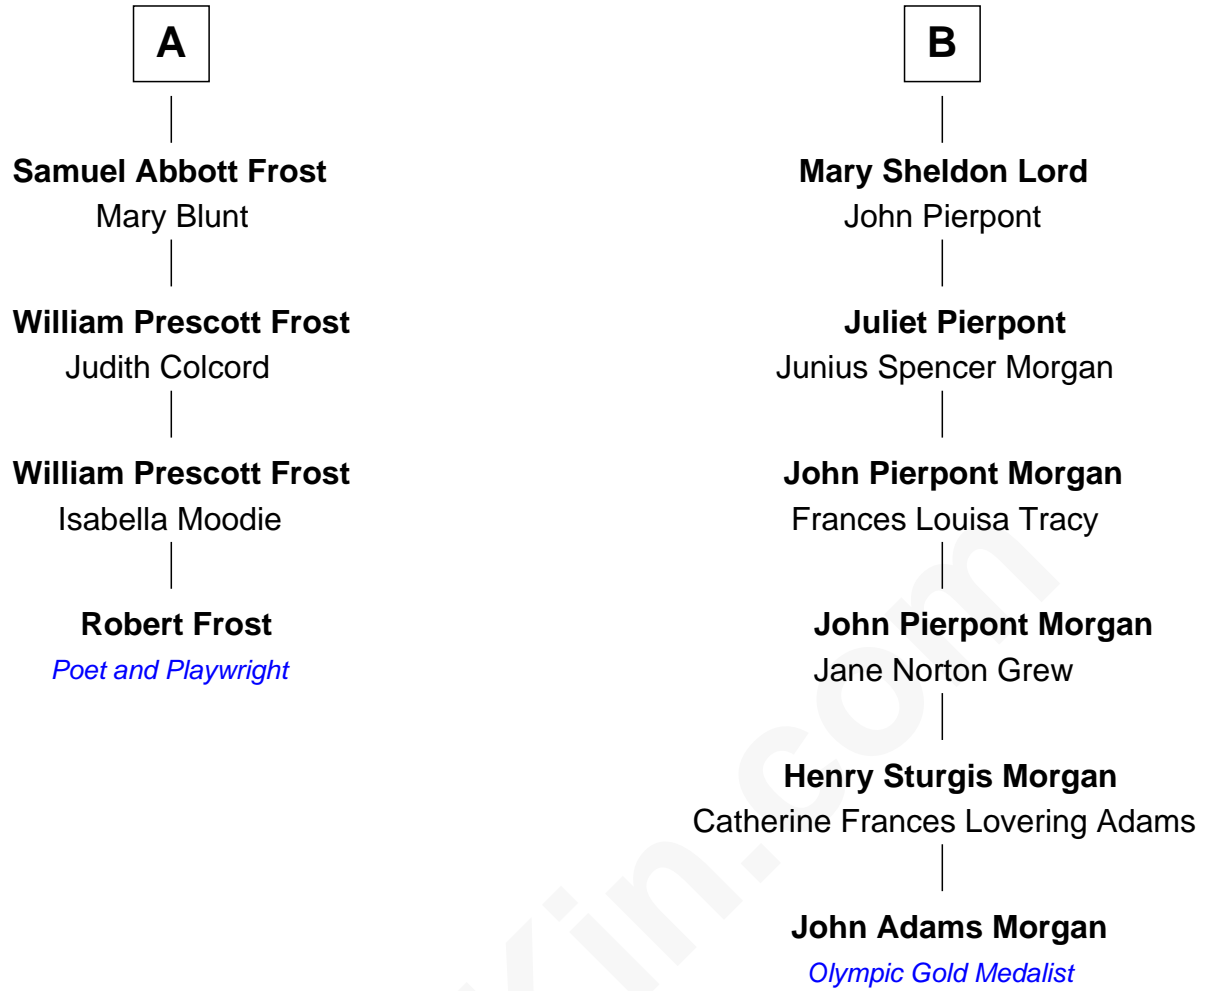 A
Samuel Abbott Frost
Mary Blunt
William Prescott Frost
Judith Colcord
William Prescott Frost
Isabella Moodie
Robert Frost
Poet and Playwright
B
Mary Sheldon Lord
John Pierpont
Juliet Pierpont
Junius Spencer Morgan
John Pierpont Morgan
Frances Louisa Tracy
John Pierpont Morgan
Jane Norton Grew
Henry Sturgis Morgan
Catherine Frances Lovering Adams
John Adams Morgan
Olympic Gold Medalist
Kin.com